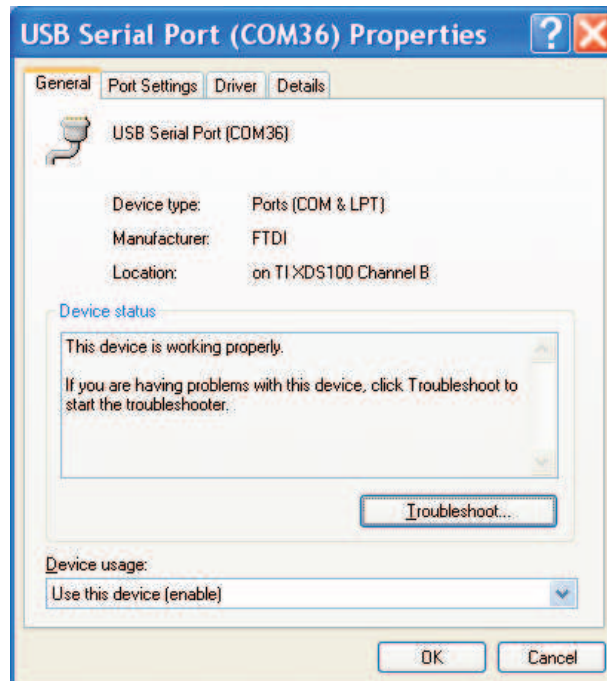 USB Serial Port (COM36) Properties
General Port Settings Driver Details
USB Serial Port (COM36)
Device type: Ports (COM & LPT)
Manufacturer: FTDI
Location: on TI XDS100 Channel B
Device status
This device is working properly.
If you are having problems with this device, click Troubleshoot to
start the troubleshooter.
Troubleshoot...
Device usage:
Use this device (enable)
OK Cancel